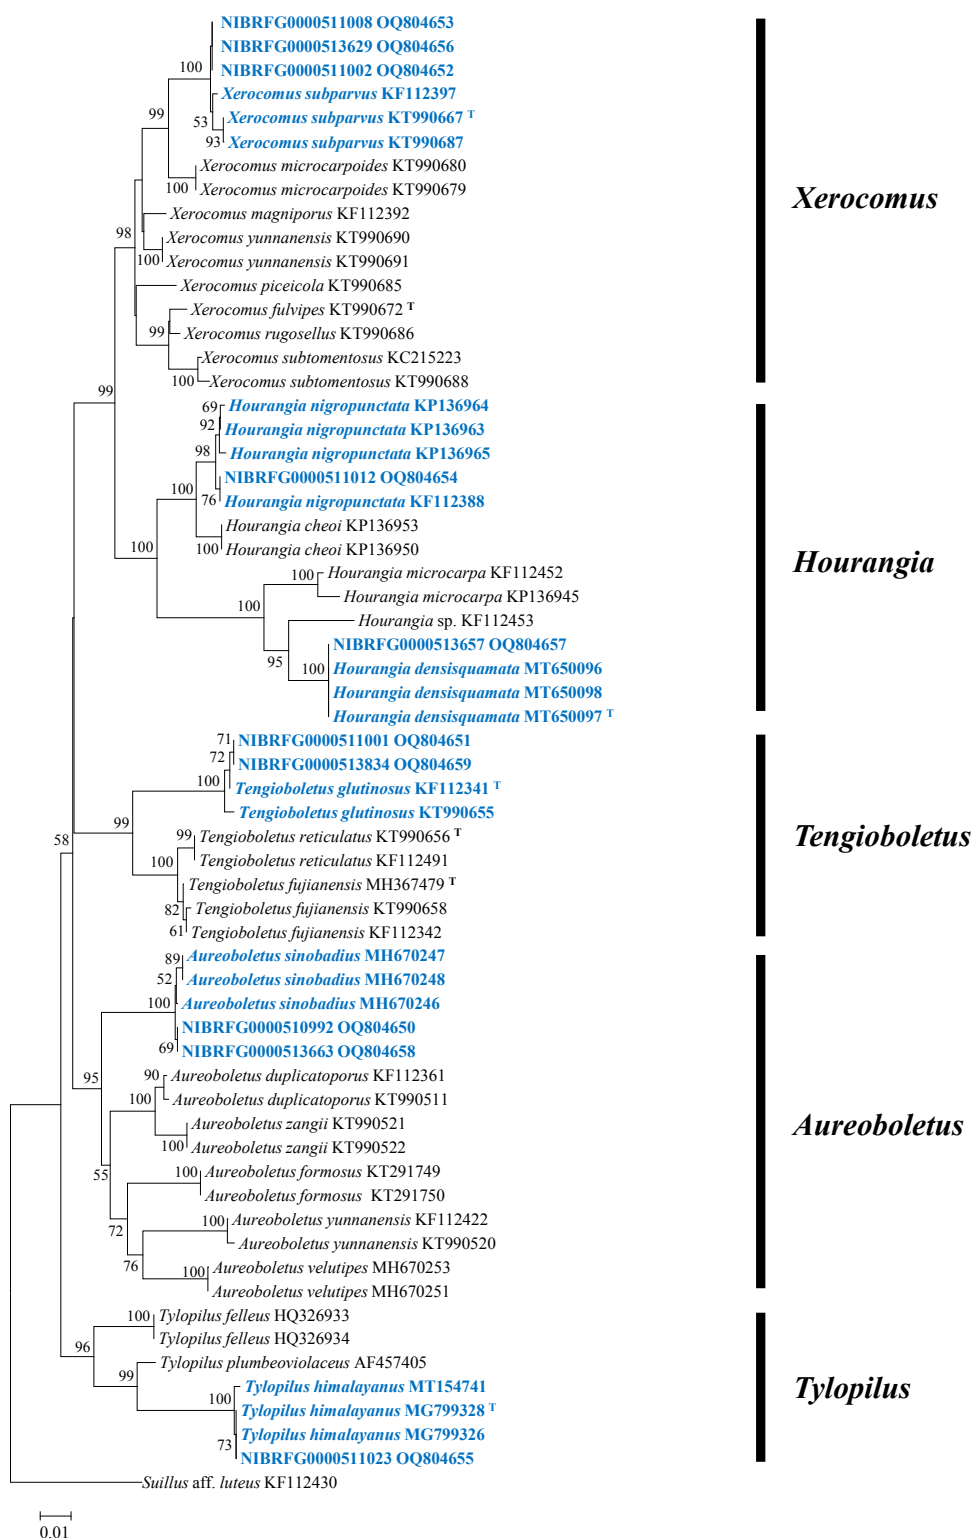 NIBRFG0000511008 OQ804653
NIBRFG0000513629 OQ804656
NIBRFG0000511002 OQ804652
100
Xerocomus subparvus KF112397
99
53
Xerocomus subparvus KT990667 T
93
Xerocomus subparvus KT990687
Xerocomus microcarpoides KT990680
100
Xerocomus microcarpoides KT990679
Xerocomus
98
Xerocomus magniporus KF112392
Xerocomus yunnanensis KT990690
100
Xerocomus yunnanensis KT990691
Xerocomus piceicola KT990685
Xerocomus fulvipes KT990672 T
99
Xerocomus rugosellus KT990686
Xerocomus subtomentosus KC215223
100
Xerocomus subtomentosus KT990688
99
69
Hourangia nigropunctata KP136964
92
Hourangia nigropunctata KP136963
98
Hourangia nigropunctata KP136965
NIBRFG0000511012 OQ804654
100
76
Hourangia nigropunctata KF112388
Hourangia cheoi KP136953
100
Hourangia cheoi KP136950
100
Hourangia
100
Hourangia microcarpa KF112452
Hourangia microcarpa KP136945
100
Hourangia sp. KF112453
95
NIBRFG0000513657 OQ804657
100
Hourangia densisquamata MT650096
Hourangia densisquamata MT650098
Hourangia densisquamata MT650097 T
71
NIBRFG0000511001 OQ804651
72
NIBRFG0000513834 OQ804659
100
Tengioboletus glutinosus KF112341 T
Tengioboletus glutinosus KT990655
99
58
99
Tengioboletus reticulatus KT990656 T
Tengioboletus
100
Tengioboletus reticulatus KF112491
Tengioboletus fujianensis MH367479 T
82
Tengioboletus fujianensis KT990658
61
Tengioboletus fujianensis KF112342
89
Aureoboletus sinobadius MH670247
52
Aureoboletus sinobadius MH670248
100
Aureoboletus sinobadius MH670246
NIBRFG0000510992 OQ804650
69
NIBRFG0000513663 OQ804658
95
90
Aureoboletus duplicatoporus KF112361
100
Aureoboletus duplicatoporus KT990511
Aureoboletus zangii KT990521
100
Aureoboletus zangii KT990522
Aureoboletus
55
100
Aureoboletus formosus KT291749
Aureoboletus formosus KT291750
72
100
Aureoboletus yunnanensis KF112422
Aureoboletus yunnanensis KT990520
76
Aureoboletus velutipes MH670253
100
Aureoboletus velutipes MH670251
100
Tylopilus felleus HQ326933
Tylopilus felleus HQ326934
96
Tylopilus plumbeoviolaceus AF457405
99
Tylopilus himalayanus MT154741
100
Tylopilus
Tylopilus himalayanus MG799328 T
73
Tylopilus himalayanus MG799326
NIBRFG0000511023 OQ804655
Suillus aff. luteus KF112430
0.01